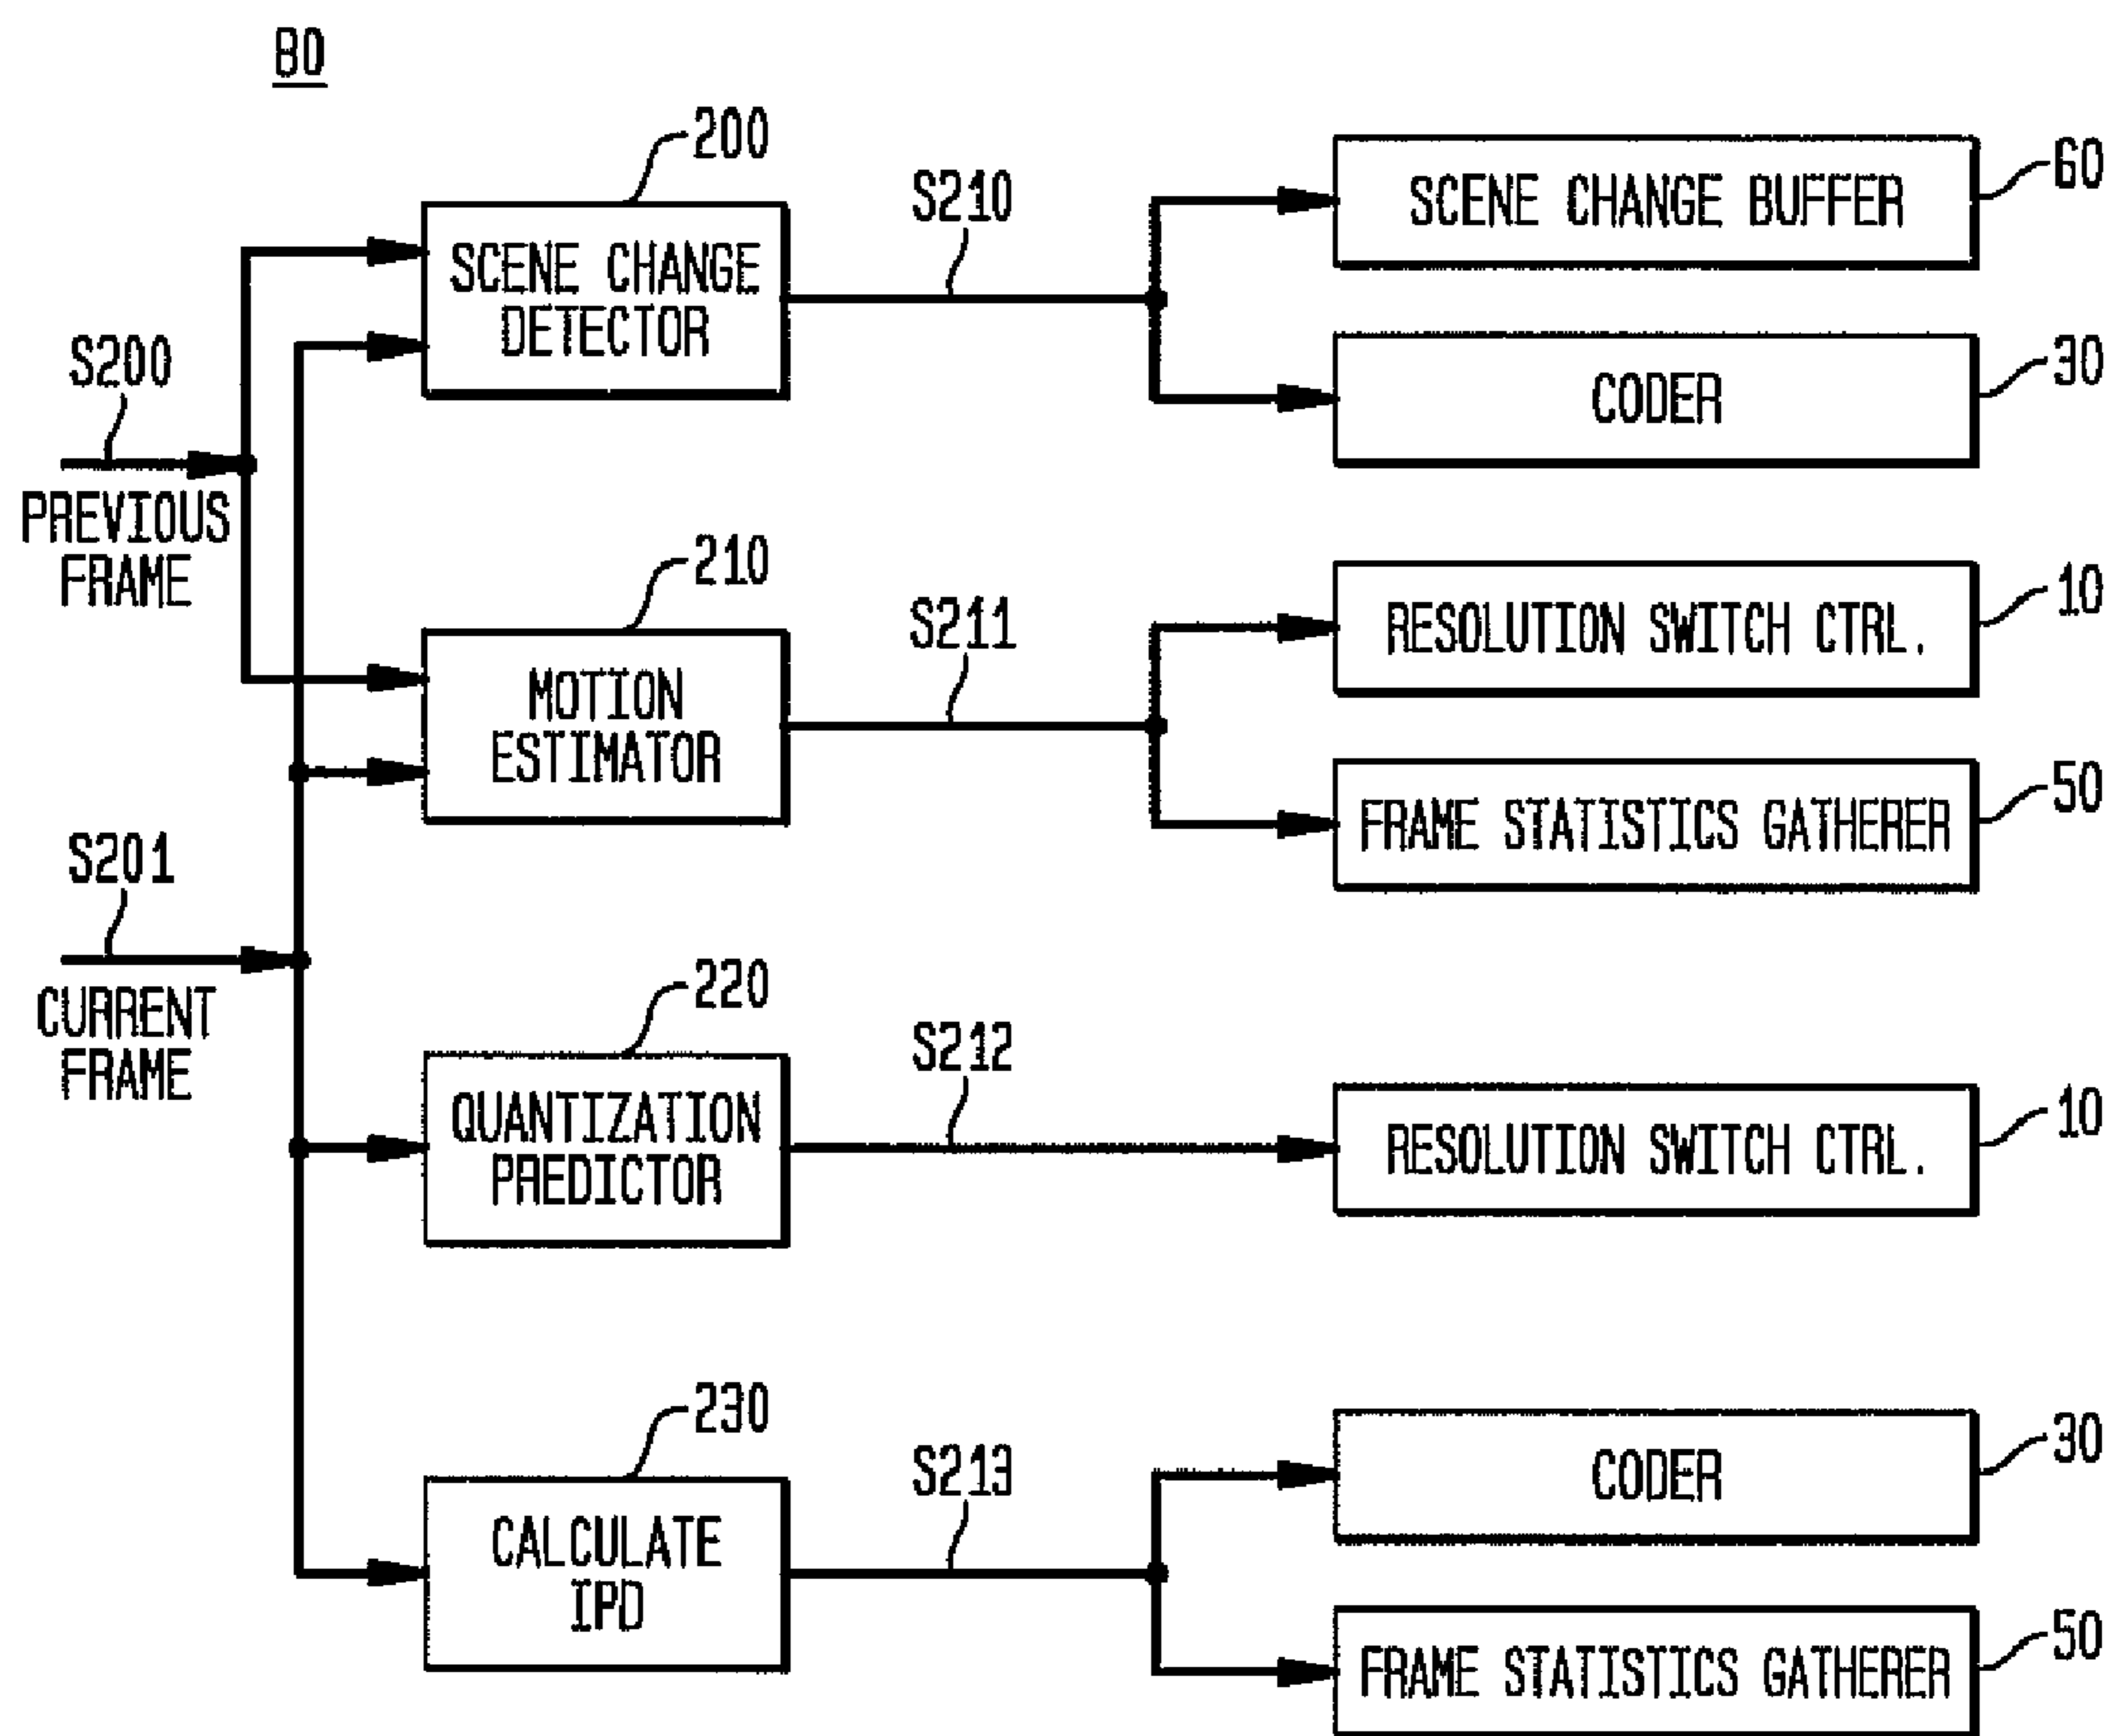 80
200
SCENE CHANGE
DETECTOR
S210
SCENE CHANGE BUFFER
60
CODER
30
S200
PREVIOUS
FRAME
210
MOTION
ESTIMATOR
S211
RESOLUTION SWITCH CTRL.
10
FRAME STATISTICS GATHERER
50
S201
CURRENT
FRAME
220
QUANTIZATION
PREDICTOR
S212
RESOLUTION SWITCH CTRL.
10
230
CALCULATE
IPD
S213
CODER
30
FRAME STATISTICS GATHERER
50